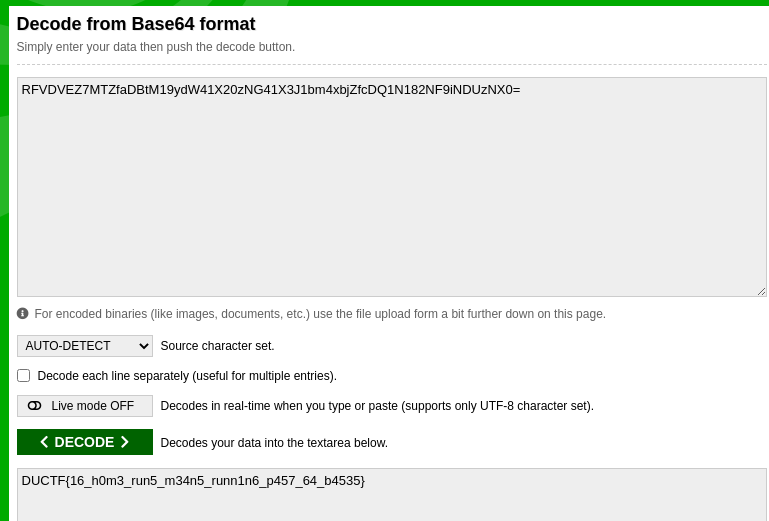 Decode from Base64 format
Simply enter your data then push the decode button.
RFVDVEZ7MTZfaDBtM19ydW41X20zNG41X3J1bm4xbjZfcDQ1N182NF9iNDUzNX0=
For encoded binaries (like images, documents, etc.) use the file upload form a bit further down on this page.
AUTO-DETECT Source character set.
Decode each line separately (useful for multiple entries).
Live mode OFF Decodes in real-time when you type or paste (supports only UTF-8 character set).
< DECODE > Decodes your data into the textarea below.
DUCTF{16_h0m3_run5_m34n5_runn1n6_p457_64_b4535}